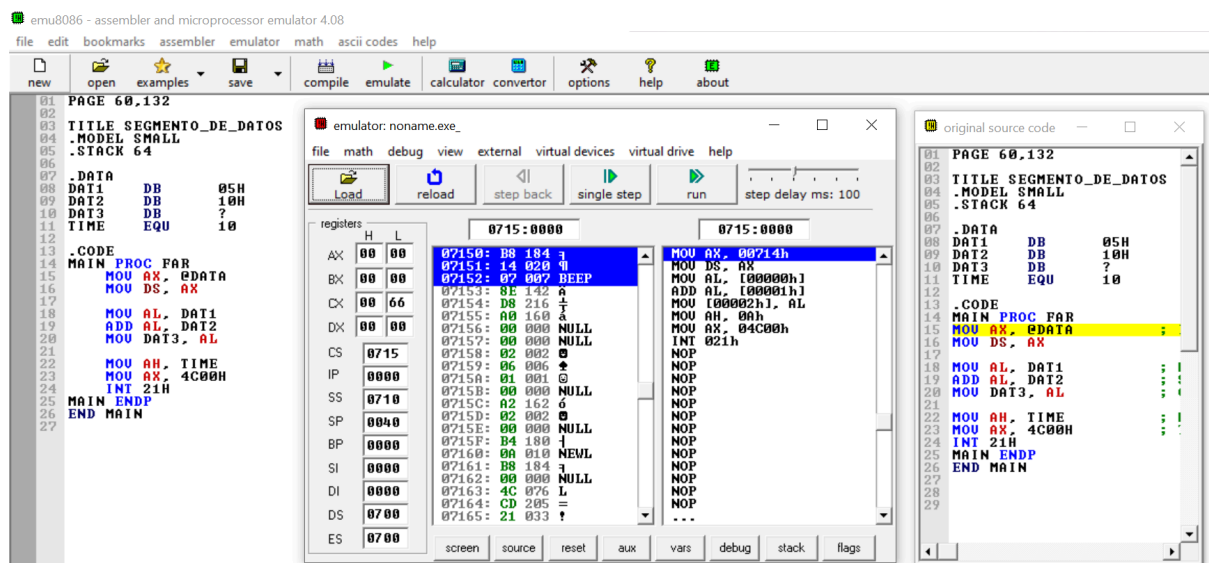 emu8086 - assembler and microprocessor emulator 4.08
file edit bookmarks assembler emulator math ascii codes help
new open examples save compile emulate calculator convertor options help about
01 PAGE 60,132
02
03 TITLE SEGMENTO_DE_DATOS
04 .MODEL SMALL
05 .STACK 64
06
07 .DATA
08 DAT1 DB 05H
09 DAT2 DB 10H
10 DAT3 DB ?
11 TIME EQU 10
12
13 .CODE
14 MAIN PROC FAR
15 MOV AX, @DATA
16 MOV DS, AX
17
18 MOV AL, DAT1
19 ADD AL, DAT2
20 MOV DAT3, AL
21
22 MOV AH, TIME
23 MOV AX, 4C00H
24 INT 21H
25 MAIN ENDP
26 END MAIN
27
emulator: noname.exe_
file math debug view external virtual devices virtual drive help
Load reload step back single step run step delay ms: 100
registers
H L
AX 00 00
BX 00 00
CX 00 66
DX 00 00
CS 0715
IP 0000
SS 0710
SP 0040
BP 0000
SI 0000
DI 0000
DS 0700
ES 0700
0715:0000 0715:0000
07150: B8 184 ╕
07151: 14 020 ¶
07152: 07 007 BEEP
07153: 8E 142 Ä
07154: D8 216 ╪
07155: A0 160 á
07156: 00 000 NULL
07157: 00 000 NULL
07158: 02 002 ☻
07159: 06 006 ♠
0715A: 01 001 ☺
0715B: 00 000 NULL
0715C: A2 162 ó
0715D: 02 002 ☻
0715E: 00 000 NULL
0715F: B4 180 ┤
07160: 0A 010 NEWL
07161: B8 184 ╕
07162: 00 000 NULL
07163: 4C 076 L
07164: CD 205 =
07165: 21 033 !
MOV AX, 00714h
MOV DS, AX
MOV AL, [00000h]
ADD AL, [00001h]
MOV [00002h], AL
MOV AH, 0Ah
MOV AX, 04C00h
INT 021h
NOP
NOP
NOP
NOP
NOP
NOP
NOP
NOP
NOP
NOP
NOP
NOP
...
screen source reset aux vars debug stack flags
original source code
01 PAGE 60,132
02
03 TITLE SEGMENTO_DE_DATOS
04 .MODEL SMALL
05 .STACK 64
06
07 .DATA
08 DAT1 DB 05H
09 DAT2 DB 10H
10 DAT3 DB ?
11 TIME EQU 10
12
13 .CODE
14 MAIN PROC FAR
15 MOV AX, @DATA ;
16 MOV DS, AX ;
17
18 MOV AL, DAT1 ;
19 ADD AL, DAT2 ;
20 MOV DAT3, AL ;
21
22 MOV AH, TIME ;
23 MOV AX, 4C00H ;
24 INT 21H
25 MAIN ENDP
26 END MAIN
27
28
29